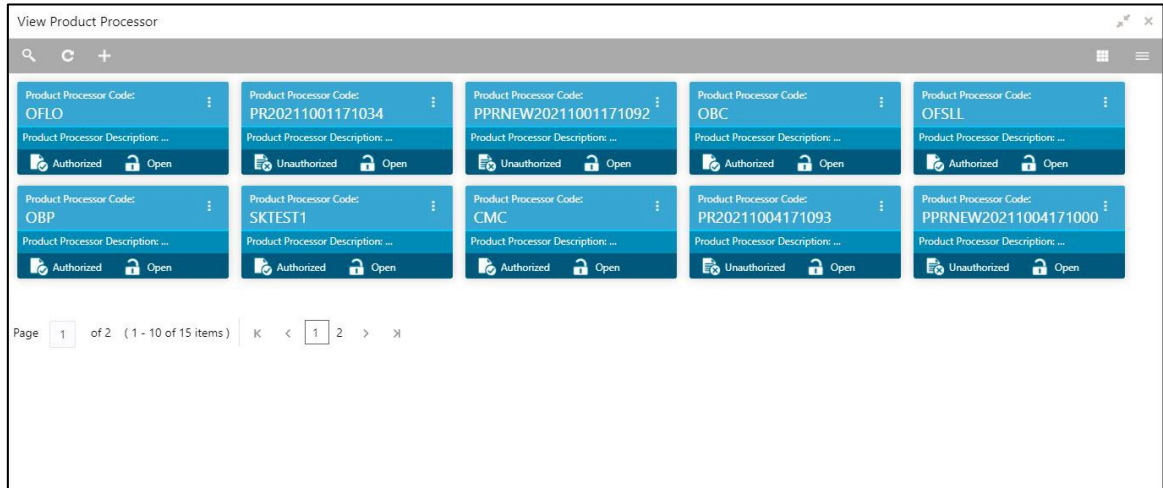 View Product Processor
Product Processor Code: Product Processor Code: Product Processor Code: Product Processor Code: Product Processor Code:
OFLO PR20211001171034 PPRNEW20211001171092 OBC OFSLL
Product Processor Description: ... Product Processor Description: ... Product Processor Description: ... Product Processor Description: ... Product Processor Description: ...
Authorized Open Unauthorized Open Unauthorized Open Authorized Open Authorized Open
Product Processor Code: Product Processor Code: Product Processor Code: Product Processor Code: Product Processor Code:
OBP SKTEST1 CMC PR20211004171093 PPRNEW20211004171000
Product Processor Description: ... Product Processor Description: ... Product Processor Description: ... Product Processor Description: ... Product Processor Description: ...
Authorized Open Authorized Open Authorized Open Unauthorized Open Unauthorized Open
Page 1 of 2 ( 1 - 10 of 15 items ) 1 2